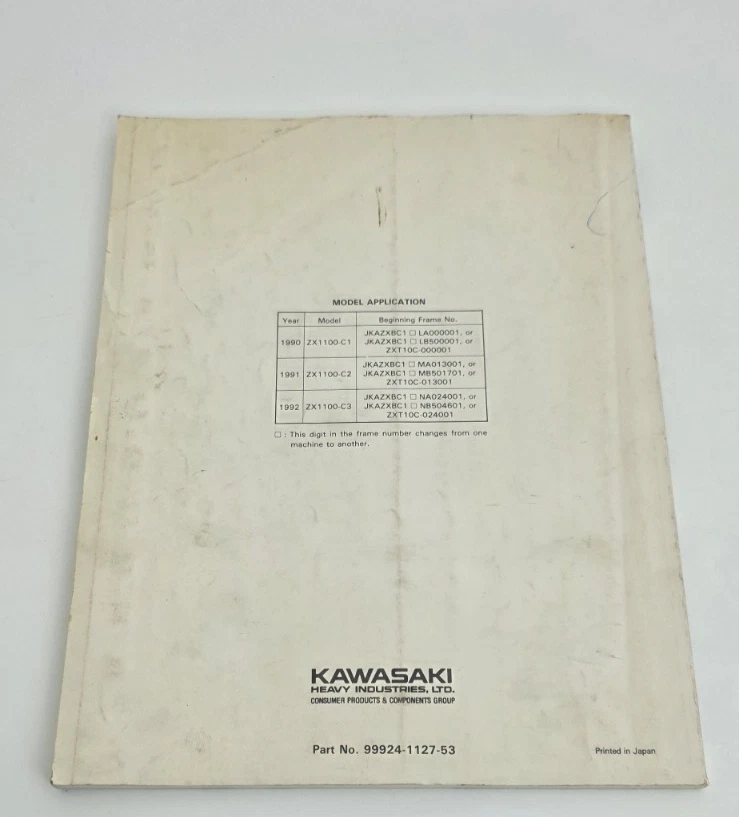 MODEL APPLICATION
Year Model Beginning Frame No.
1990 ZX1100-C1 JKAZXBC1 □ LA000001, or
JKAZXBC1 □ LB500001, or
ZXT10C-000001
1991 ZX1100-C2 JKAZXBC1 □ MA013001, or
JKAZXBC1 □ MB501701, or
ZXT10C-013001
1992 ZX1100-C3 JKAZXBC1 □ NA024001, or
JKAZXBC1 □ NB504601, or
ZXT10C-024001
□ : This digit in the frame number changes from one
machine to another.
KAWASAKI
HEAVY INDUSTRIES, LTD.
CONSUMER PRODUCTS & COMPONENTS GROUP
Part No. 99924-1127-53
Printed in Japan